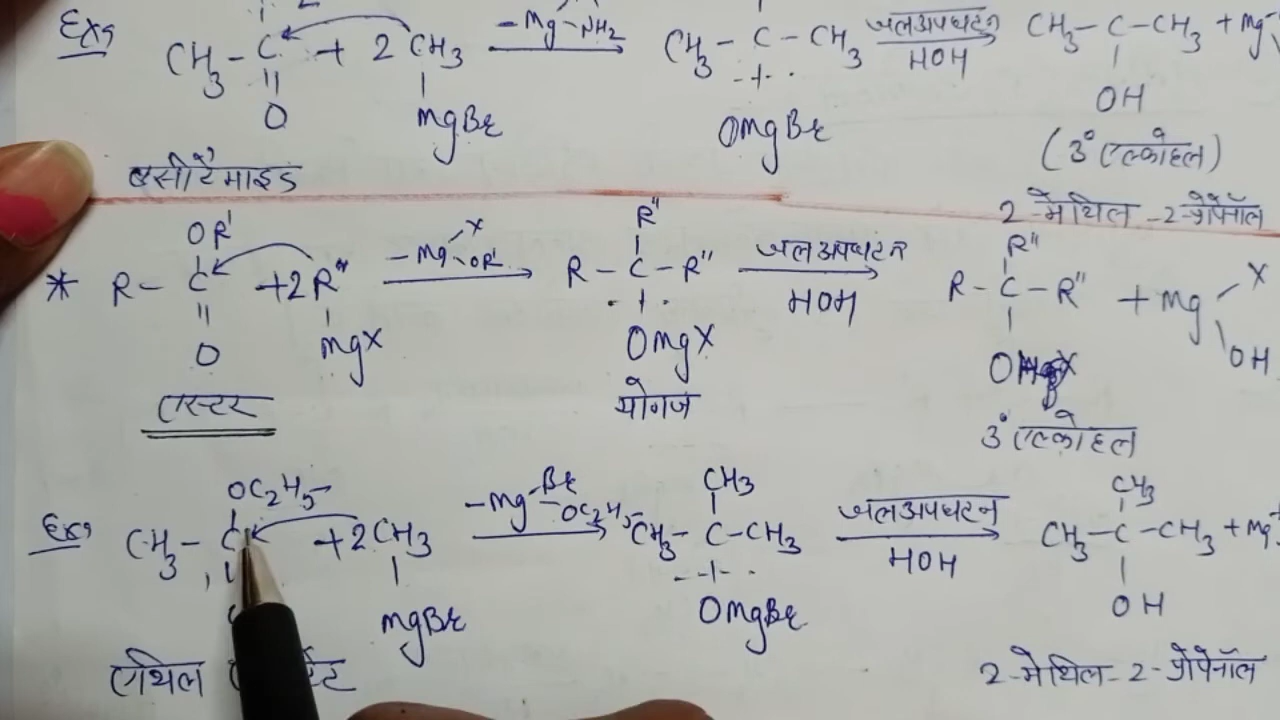 Ex, CH3 - C + 2 CH3 - Mg NH2 CH3 - C - CH3 जलअपघटन CH3 - C - CH3 + Mg
|| HOH
O MgBr OMgBr OH
(3° एल्कोहल)
एसीटैमाइड
2-मेथिल-2-प्रोपेनॉल
OR' R" R"
* R - C + 2 R" - Mg X OR' R - C - R" जलअपघटन R - C - R" + Mg X
|| HOH OH
O MgX OMgX OH
एस्टर योगज 3° एल्कोहल
OC2H5 CH3 CH3
Ex, CH3 - C + 2 CH3 - Mg Br OC2H5 CH3 - C - CH3 जलअपघटन CH3 - C - CH3 + Mg
HOH
MgBr OMgBr OH
एथिल 2-मेथिल-2-प्रोपेनॉल